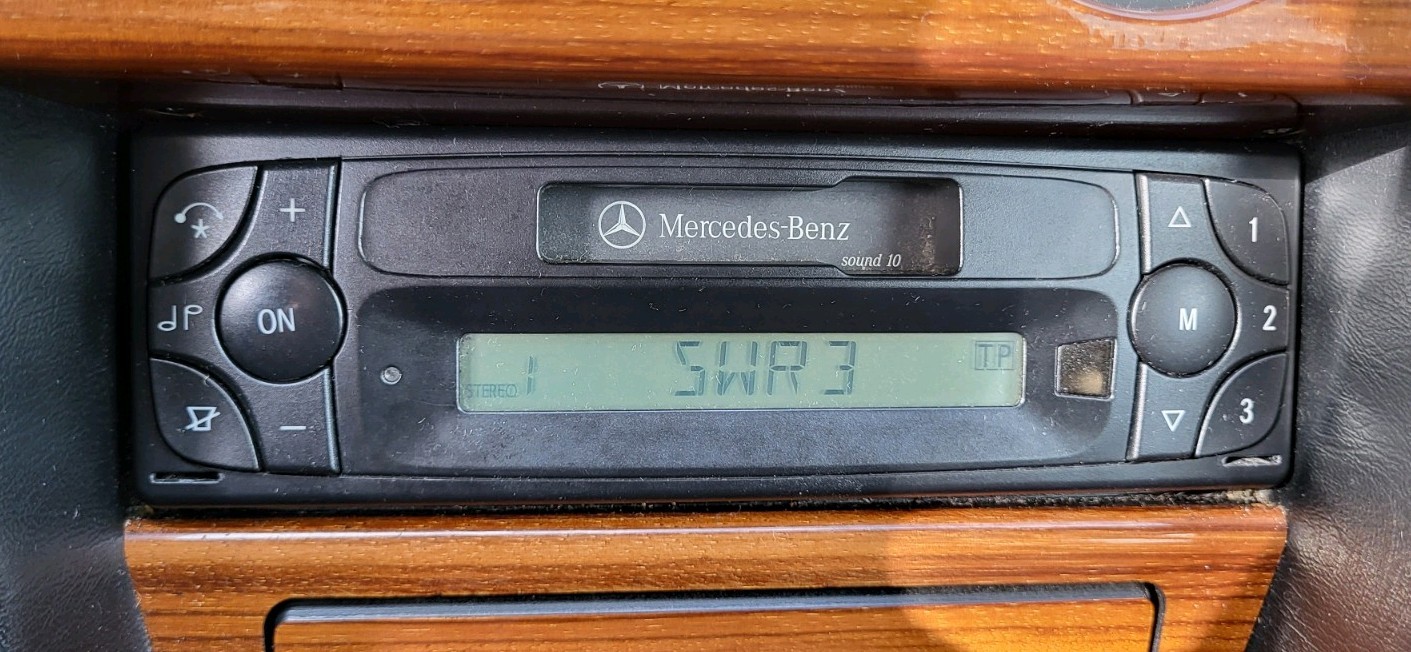 Mercedes-Benz
sound 10
+
ON
−
STEREO 1 SWR3 TP
M
1
2
3